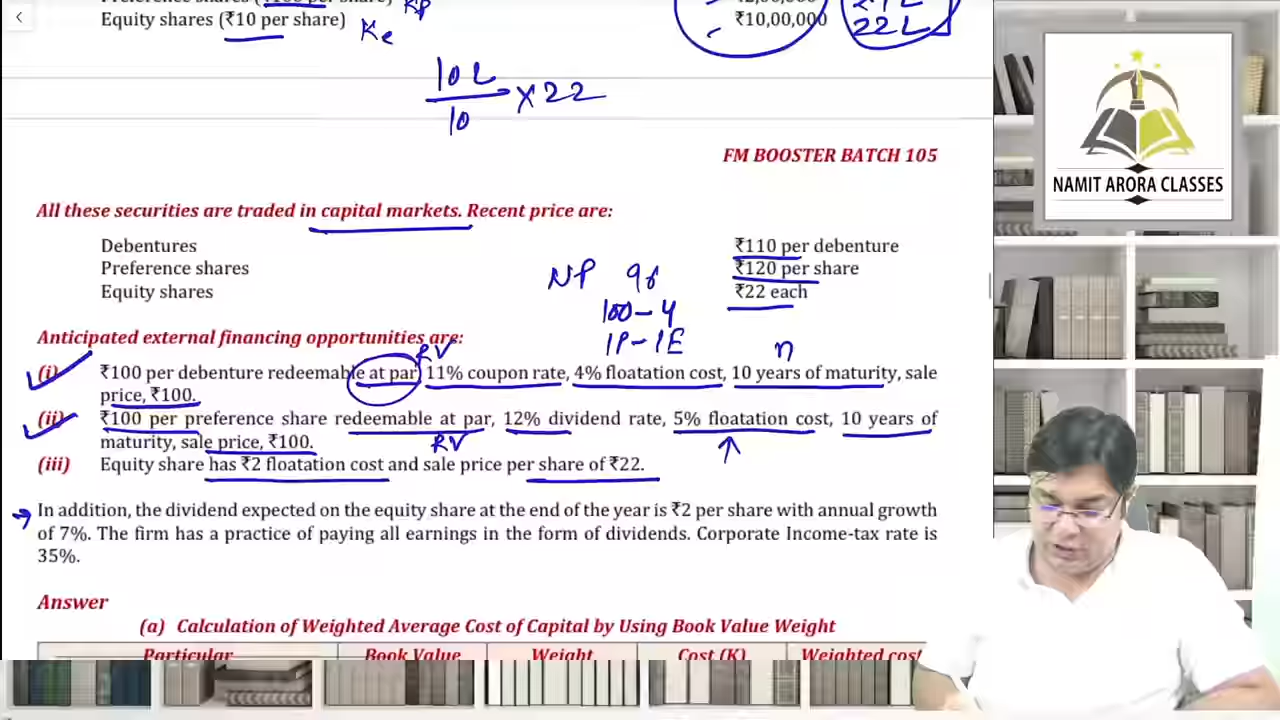 Equity shares (₹10 per share)
Ke
₹10,00,000
22 L
10 L
10
×22
FM BOOSTER BATCH 105
NAMIT ARORA CLASSES
All these securities are traded in capital markets. Recent price are:
Debentures ₹110 per debenture
Preference shares ₹120 per share
Equity shares ₹22 each
NP 96
100-4
IP-IE
Anticipated external financing opportunities are:
RV
n
(i) ₹100 per debenture redeemable at par, 11% coupon rate, 4% floatation cost, 10 years of maturity, sale
price, ₹100.
(ii) ₹100 per preference share redeemable at par, 12% dividend rate, 5% floatation cost, 10 years of
maturity, sale price, ₹100.
RV
(iii) Equity share has ₹2 floatation cost and sale price per share of ₹22.
In addition, the dividend expected on the equity share at the end of the year is ₹2 per share with annual growth
of 7%. The firm has a practice of paying all earnings in the form of dividends. Corporate Income-tax rate is
35%.
Answer
(a) Calculation of Weighted Average Cost of Capital by Using Book Value Weight
Particular Book Value Weight Cost (K) Weighted cost